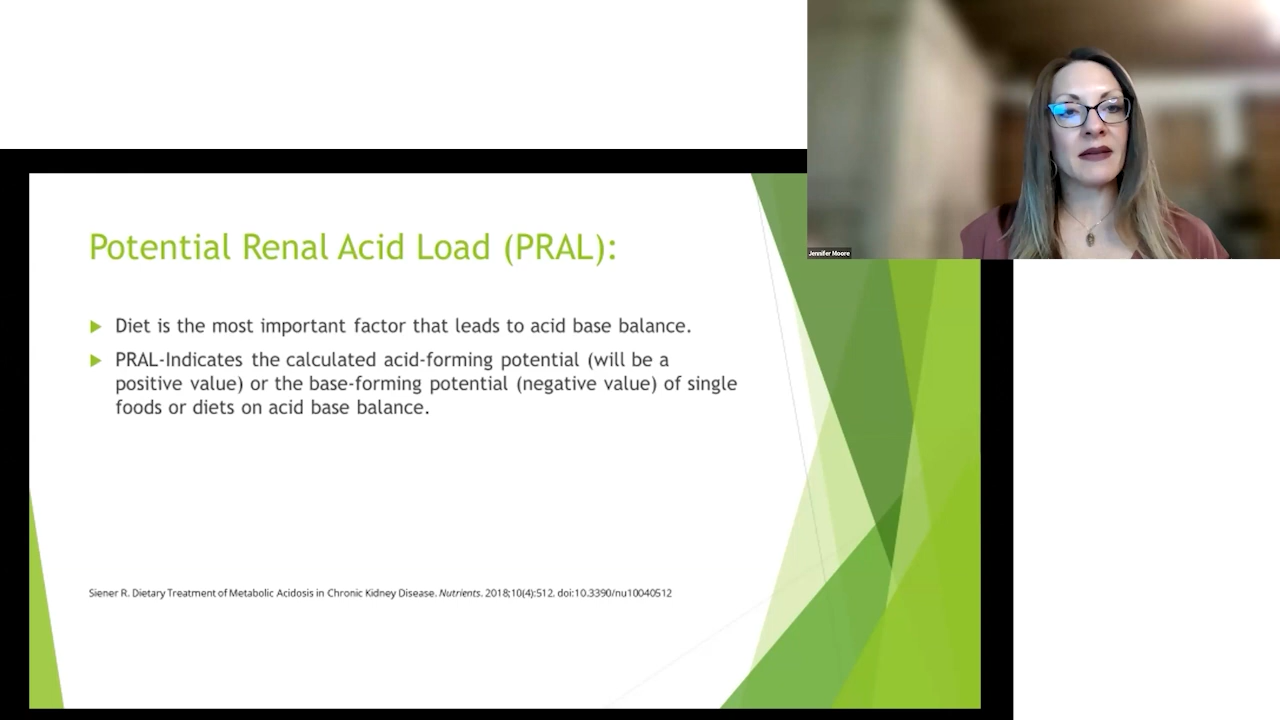 Jennifer Moore
Potential Renal Acid Load (PRAL):
Diet is the most important factor that leads to acid base balance.
PRAL-Indicates the calculated acid-forming potential (will be a
positive value) or the base-forming potential (negative value) of single
foods or diets on acid base balance.
Siener R. Dietary Treatment of Metabolic Acidosis in Chronic Kidney Disease. Nutrients. 2018;10(4):512. doi:10.3390/nu10040512